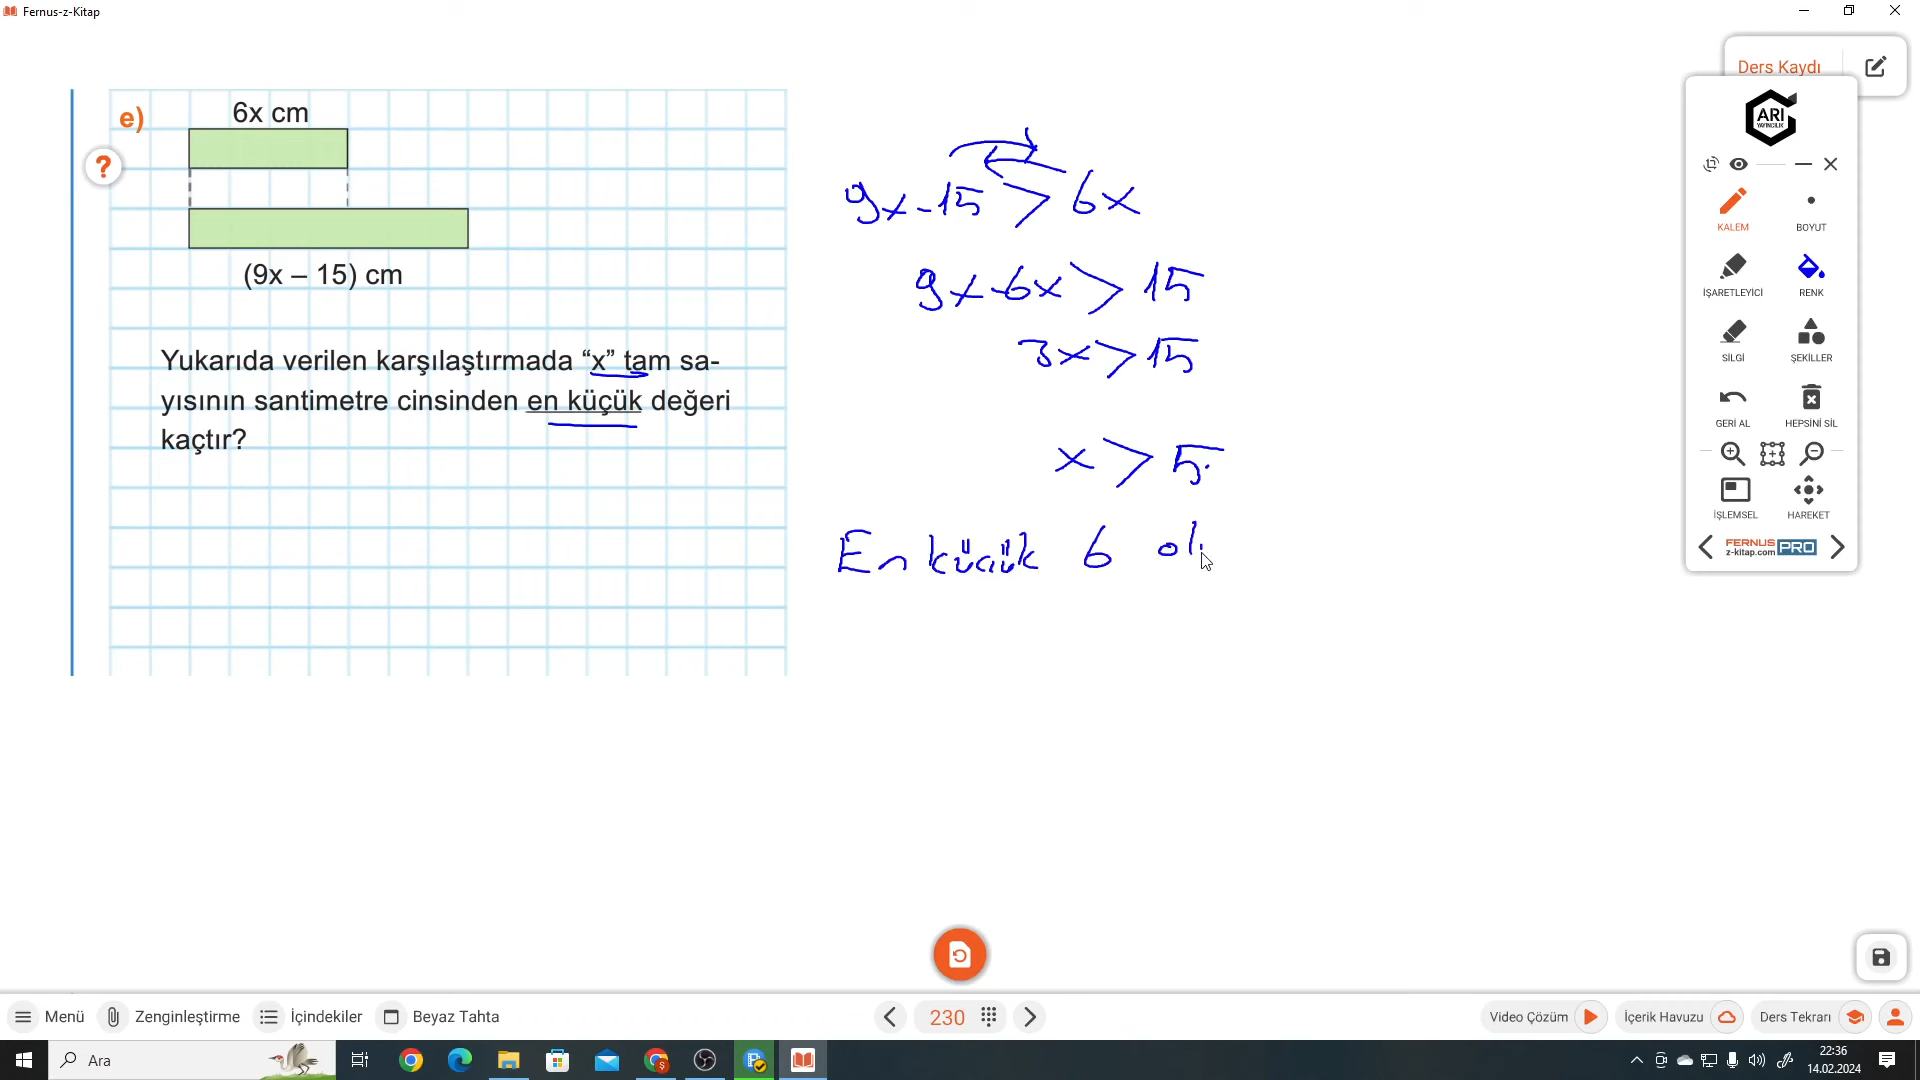 Fernus-z-Kitap
Ders Kaydı
ARI
YAYINCILIK
e)
6x cm
?
(9x – 15) cm
Yukarıda verilen karşılaştırmada “x” tam sa-
yısının santimetre cinsinden en küçük değeri
kaçtır?
9x-15 > 6x
9x-6x > 15
3x > 15
x > 5.
En küçük 6 ol
KALEM
BOYUT
İŞARETLEYİCİ
RENK
SİLGİ
ŞEKİLLER
GERİ AL
HEPSİNİ SİL
İŞLEMSEL
HAREKET
FERNUS
z-kitap.com PRO
Menü
Zenginleştirme
İçindekiler
Beyaz Tahta
230
Video Çözüm
İçerik Havuzu
Ders Tekrarı
Ara
22:36
14.02.2024